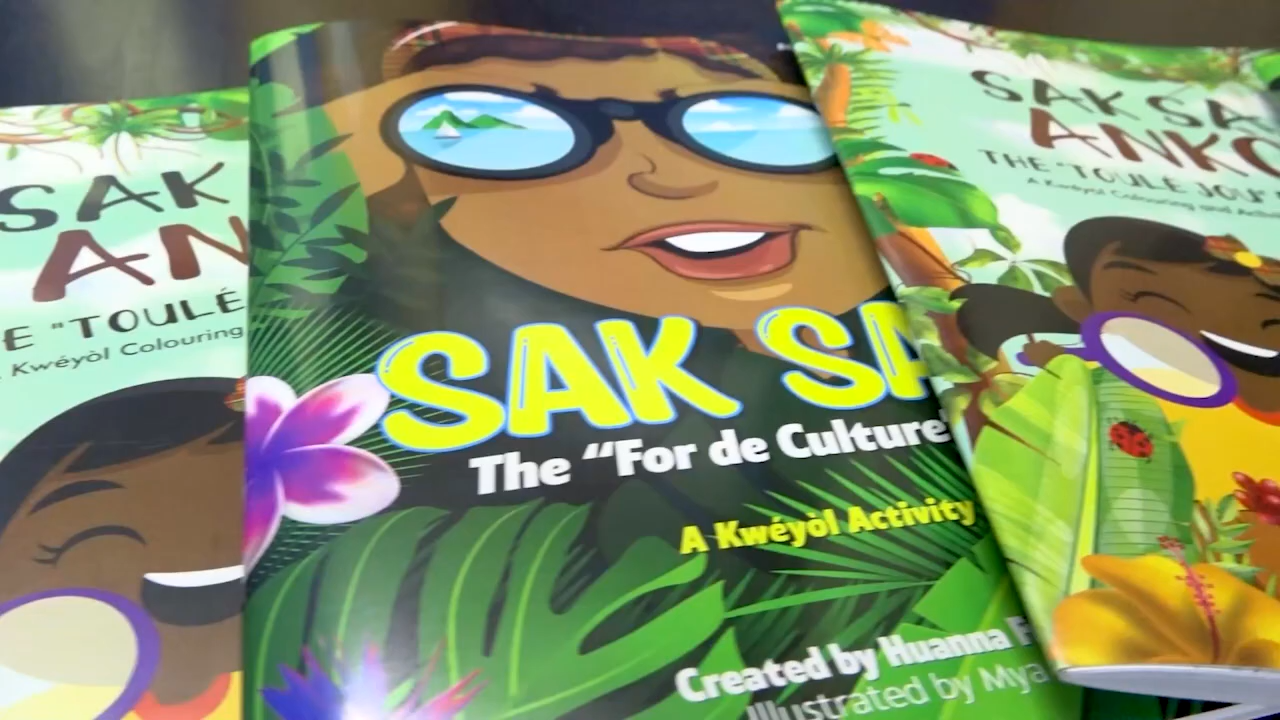 SAK
AN
E "TOULÉ
Kwéyòl Colouring
SAK SA
The "For de Culture"
A Kwéyòl Activity
Created by Huanna F
Illustrated by Mya
SAK SA
ANKO
THE "TOULÉ JOU"
A Kwéyòl Colouring and Activi